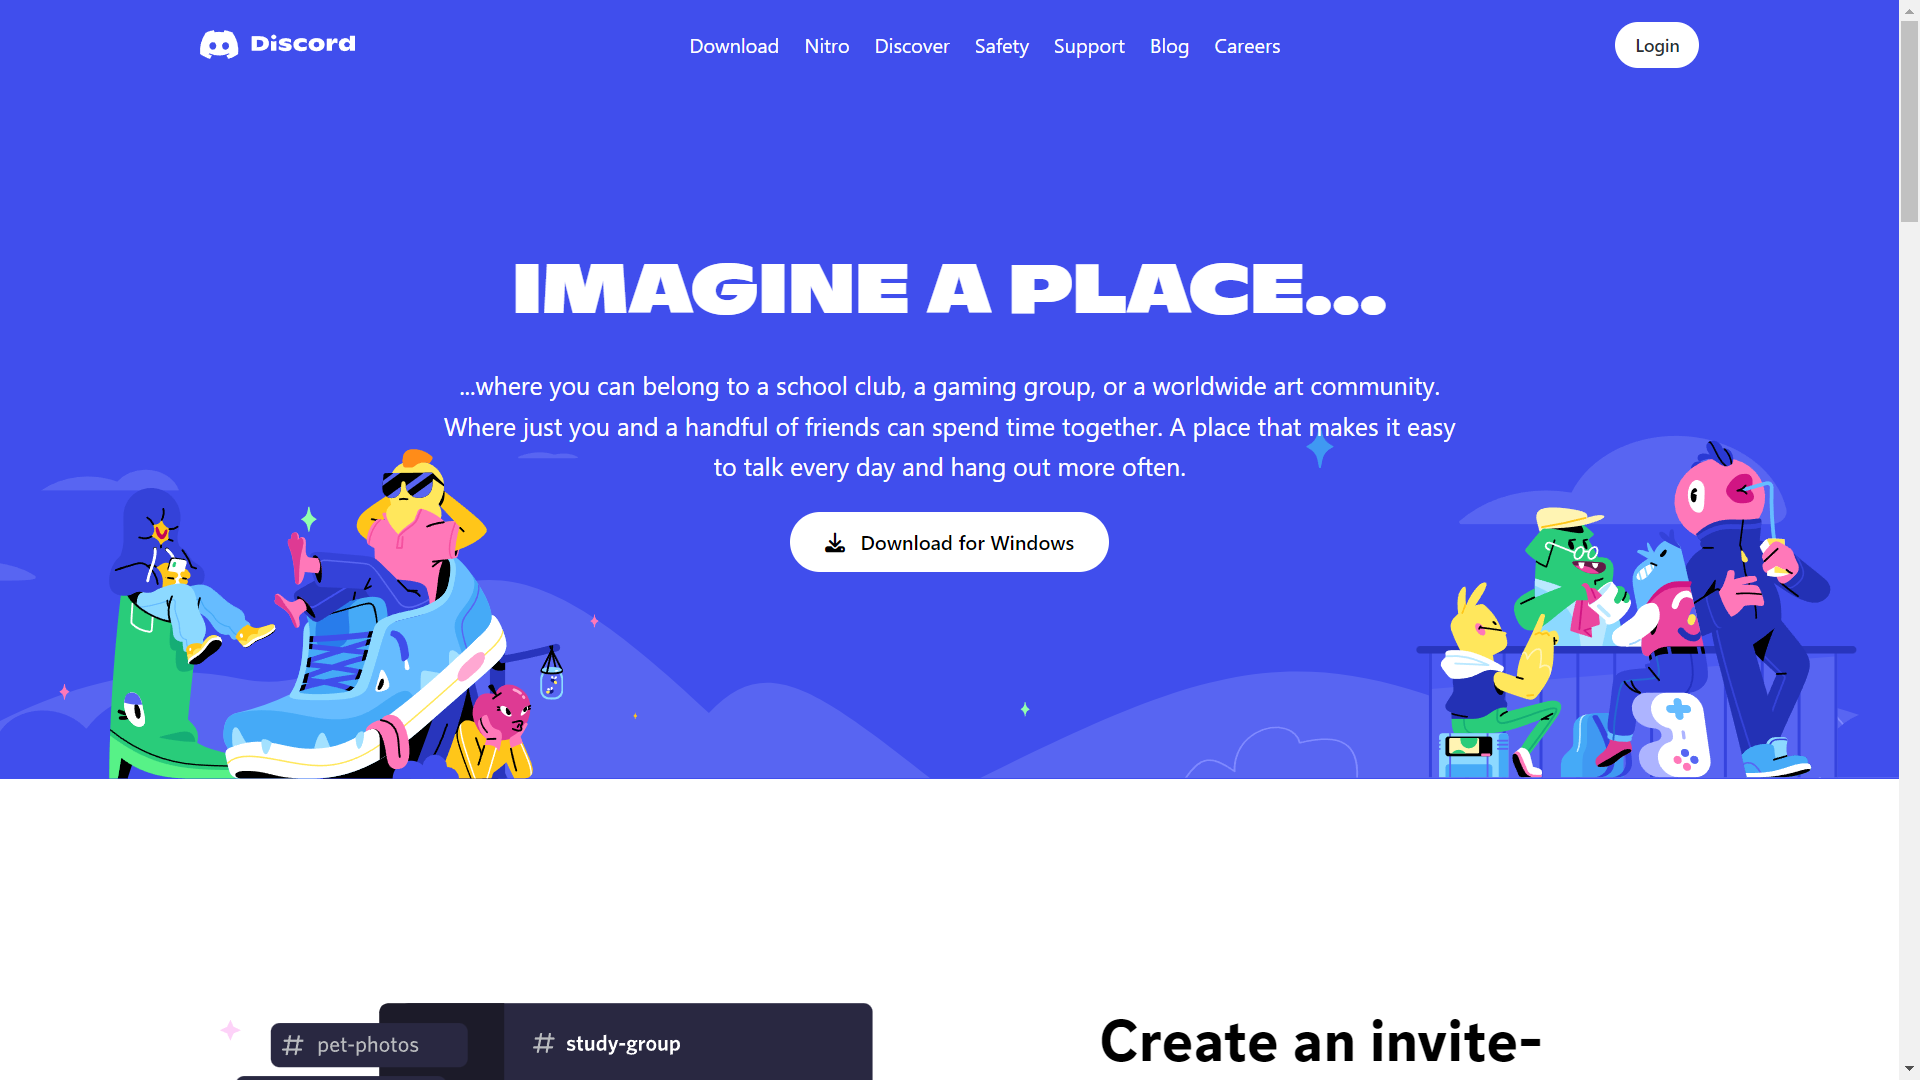 Discord
Download Nitro Discover Safety Support Blog Careers
Login
IMAGINE A PLACE...
...where you can belong to a school club, a gaming group, or a worldwide art community.
Where just you and a handful of friends can spend time together. A place that makes it easy
to talk every day and hang out more often.
Download for Windows
# pet-photos
# study-group
Create an invite-